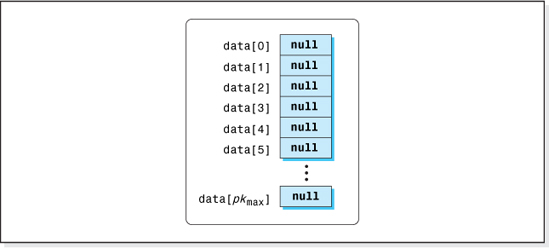 data[0] null
data[1] null
data[2] null
data[3] null
data[4] null
data[5] null
data[pkmax] null